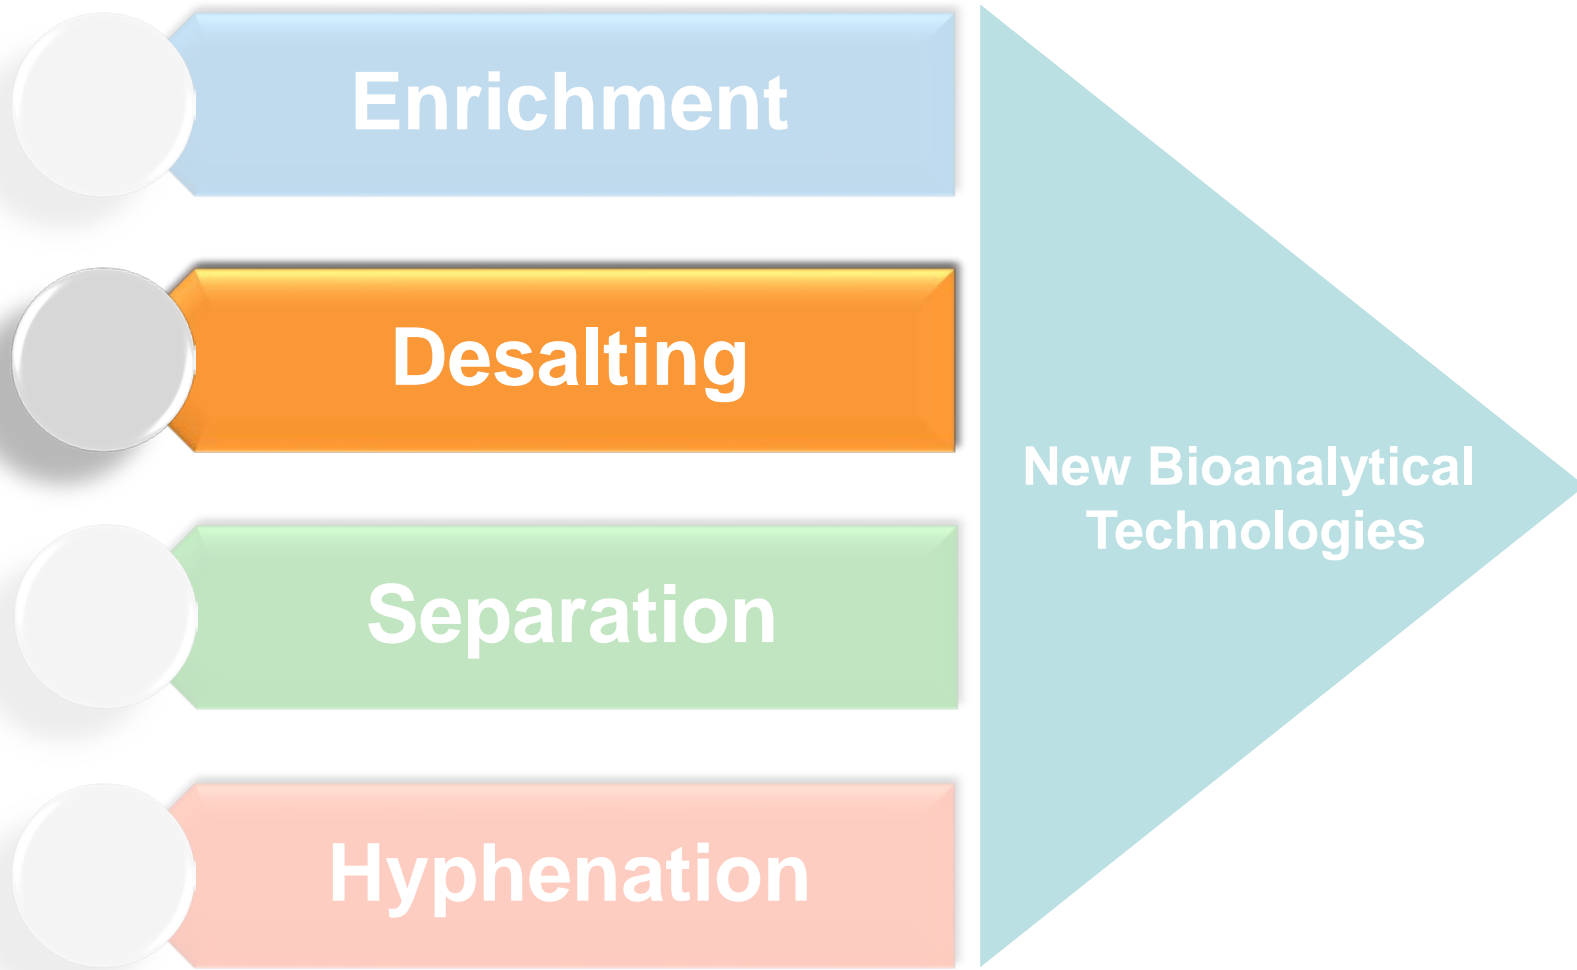 Enrichment
Desalting
New Bioanalytical
Technologies
Separation
Hyphenation